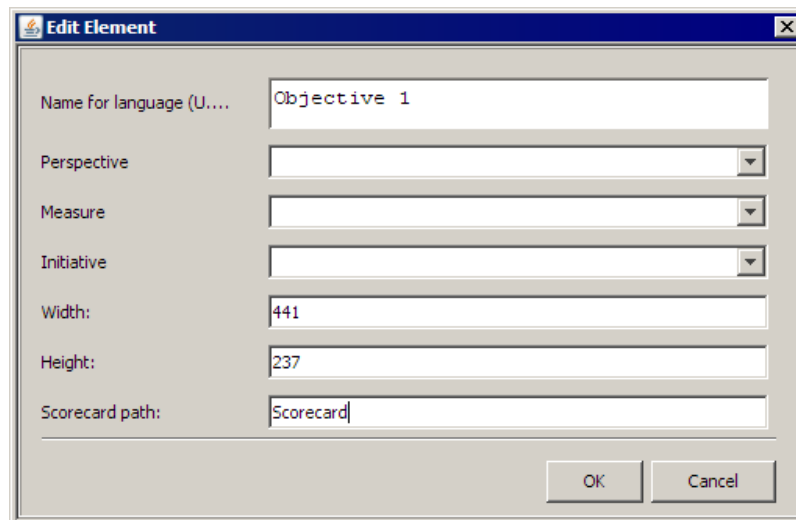 Edit Element
Name for language (U.... Objective 1
Perspective
Measure
Initiative
Width: 441
Height: 237
Scorecard path: Scorecard
OK Cancel